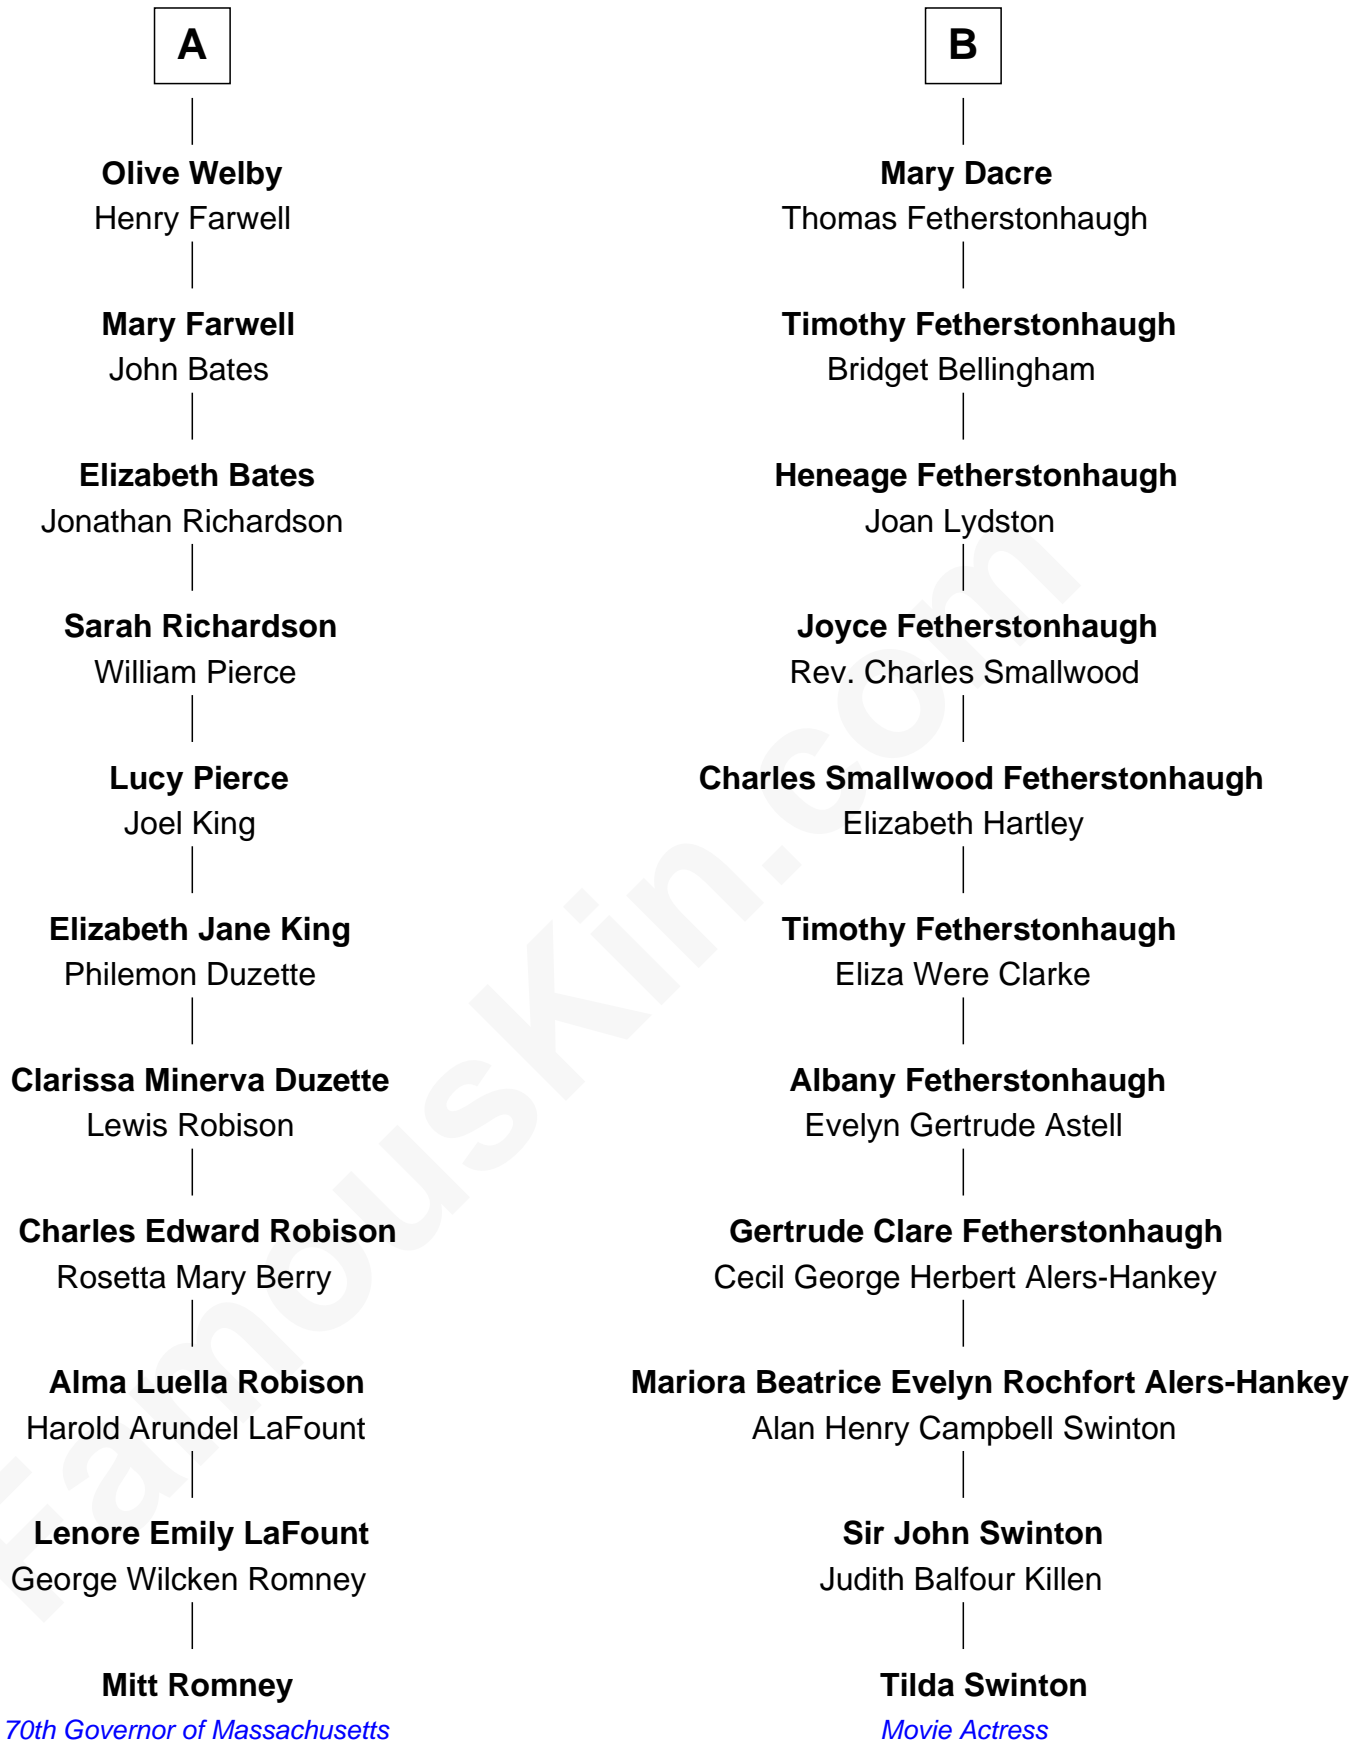 A
Olive Welby
Henry Farwell
Mary Farwell
John Bates
Elizabeth Bates
Jonathan Richardson
Sarah Richardson
William Pierce
Lucy Pierce
Joel King
Elizabeth Jane King
Philemon Duzette
Clarissa Minerva Duzette
Lewis Robison
Charles Edward Robison
Rosetta Mary Berry
Alma Luella Robison
Harold Arundel LaFount
Lenore Emily LaFount
George Wilcken Romney
Mitt Romney
70th Governor of Massachusetts
B
Mary Dacre
Thomas Fetherstonhaugh
Timothy Fetherstonhaugh
Bridget Bellingham
Heneage Fetherstonhaugh
Joan Lydston
Joyce Fetherstonhaugh
Rev. Charles Smallwood
Charles Smallwood Fetherstonhaugh
Elizabeth Hartley
Timothy Fetherstonhaugh
Eliza Were Clarke
Albany Fetherstonhaugh
Evelyn Gertrude Astell
Gertrude Clare Fetherstonhaugh
Cecil George Herbert Alers-Hankey
Mariora Beatrice Evelyn Rochfort Alers-Hankey
Alan Henry Campbell Swinton
Sir John Swinton
Judith Balfour Killen
Tilda Swinton
Movie Actress
FamousKin.com